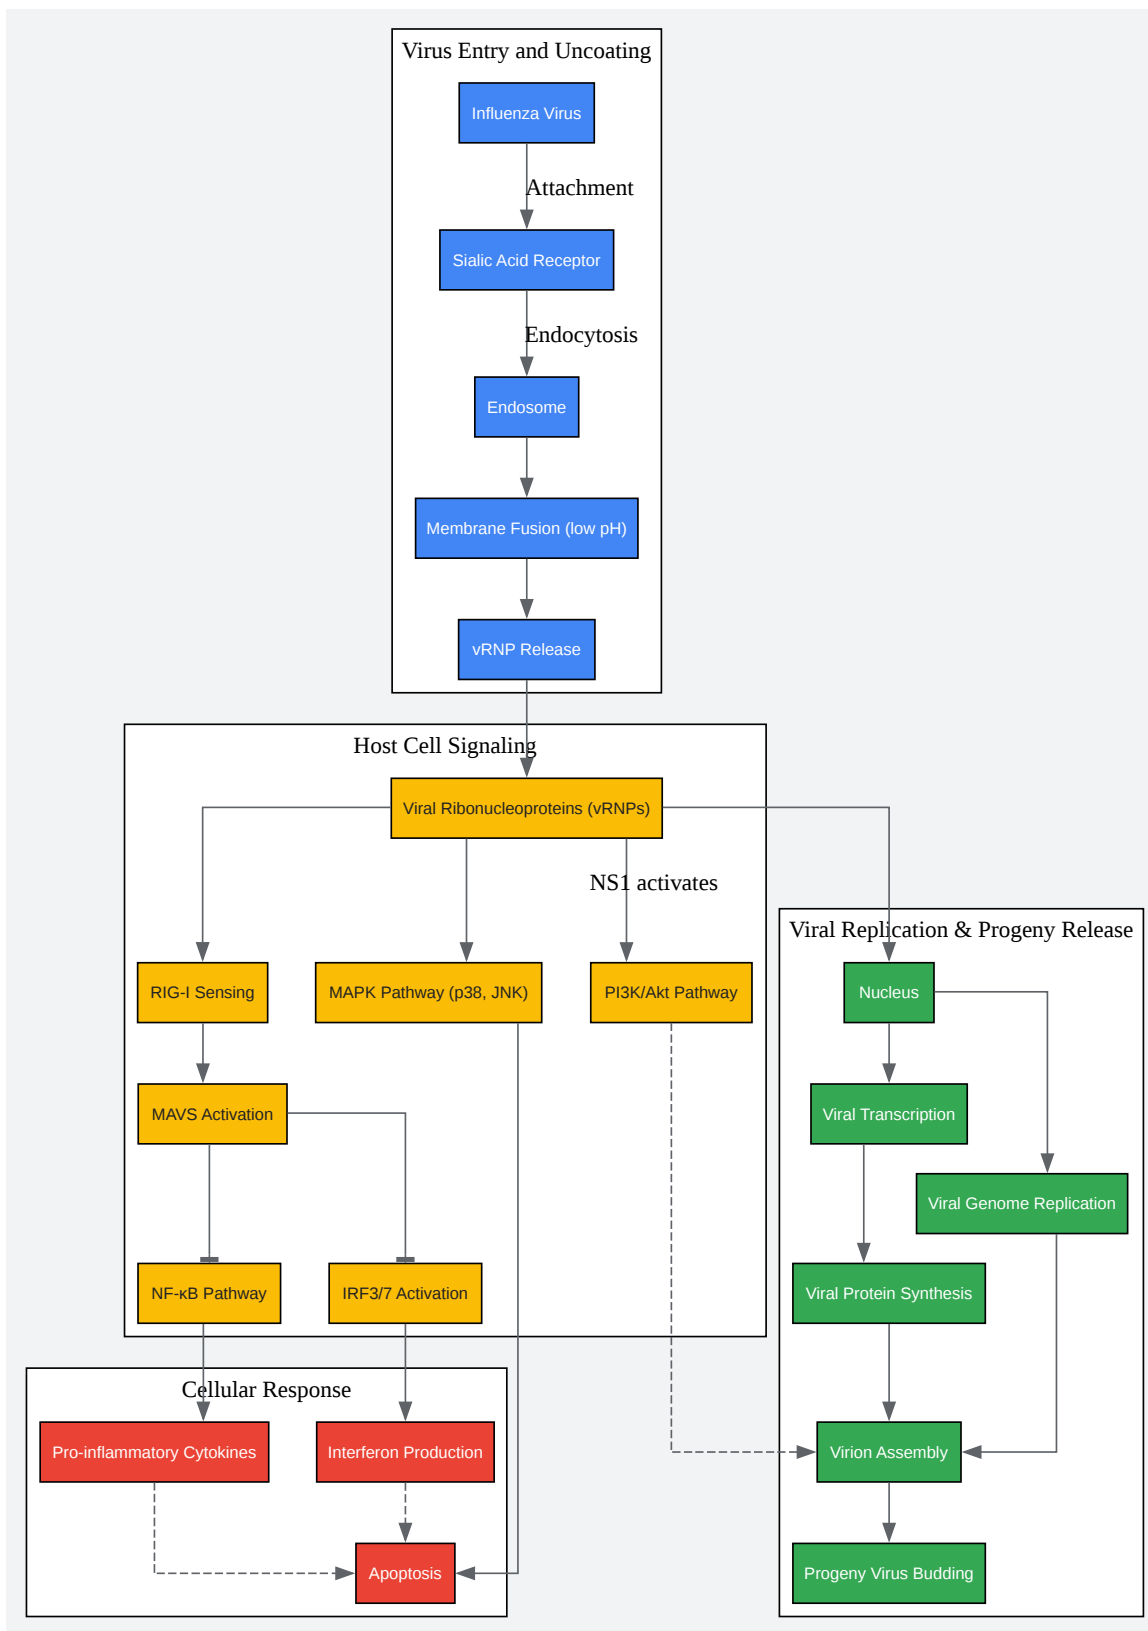 Virus Entry and Uncoating
Influenza Virus
Attachment
Sialic Acid Receptor
Endocytosis
Endosome
Membrane Fusion (low pH)
vRNP Release
Host Cell Signaling
Viral Ribonucleoproteins (vRNPs)
NS1 activates
RIG-I Sensing
MAPK Pathway (p38, JNK)
PI3K/Akt Pathway
MAVS Activation
NF-κB Pathway
IRF3/7 Activation
Viral Replication & Progeny Release
Nucleus
Viral Transcription
Viral Genome Replication
Viral Protein Synthesis
Virion Assembly
Progeny Virus Budding
Cellular Response
Pro-inflammatory Cytokines
Interferon Production
Apoptosis